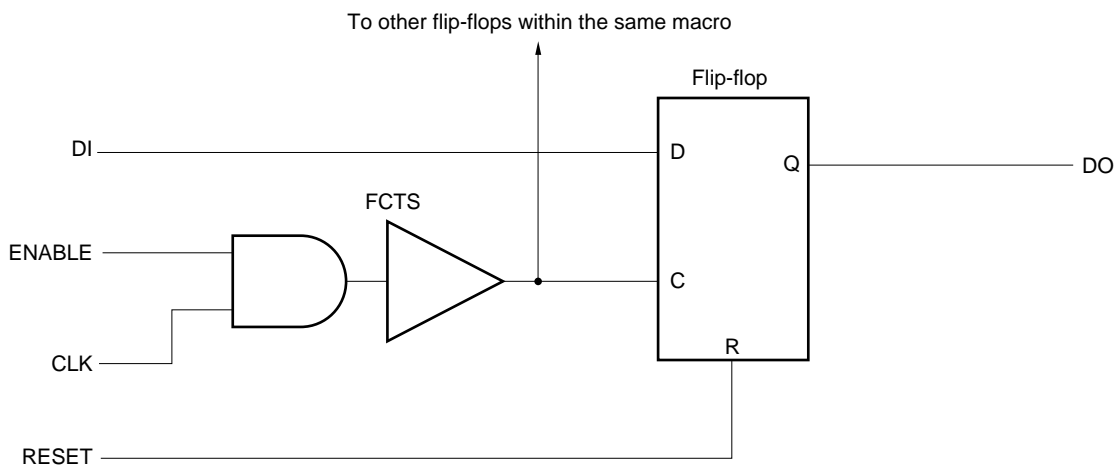 To other flip-flops within the same macro
Flip-flop
DI
D
Q
DO
FCTS
ENABLE
C
CLK
R
RESET